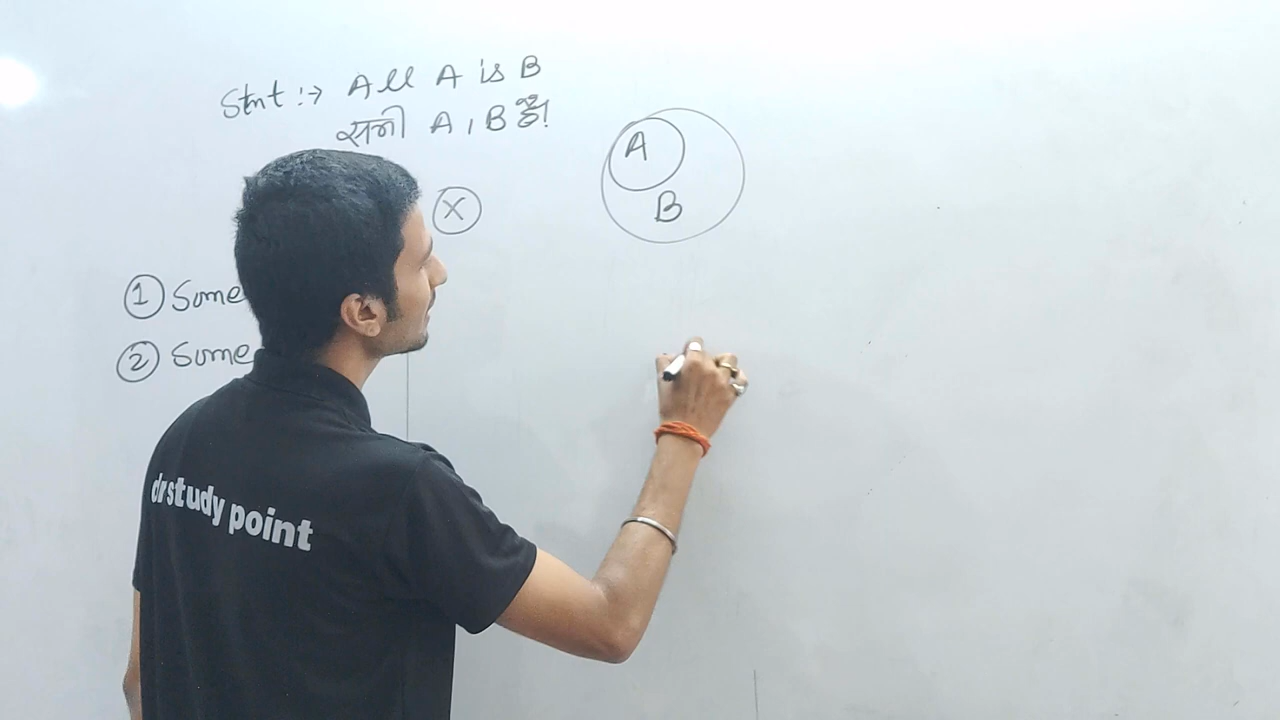 Stmt :→ All A is B
सभी A, B है।
X
A
B
① Some
② Some
dr study point